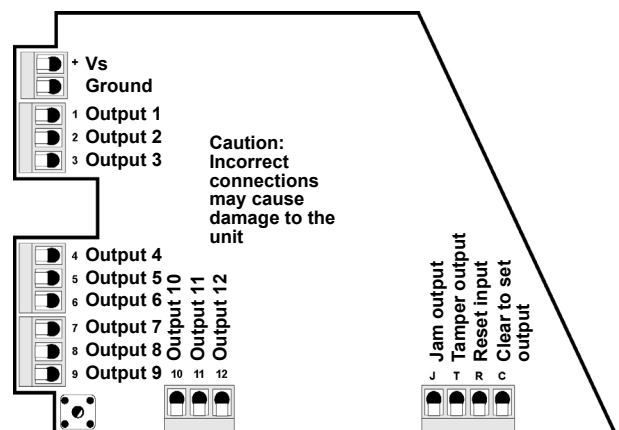 + Vs
Ground
1 Output 1
2 Output 2
3 Output 3
Caution:
Incorrect
connections
may cause
damage to the
unit
4 Output 4
5 Output 5
6 Output 6
7 Output 7
8 Output 8
9 Output 9
Output 10
Output 11
Output 12
10 11 12
Jam output
Tamper output
Reset input
Clear to set
output
J T R C